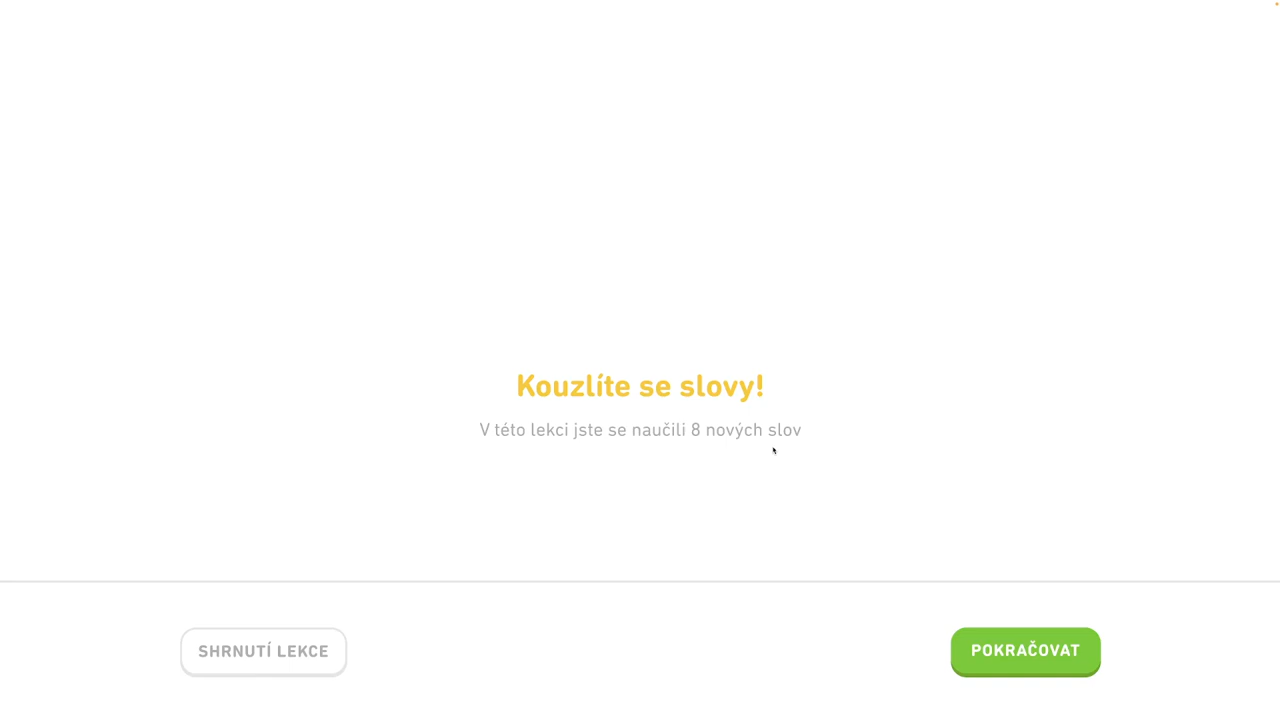 Kouzlíte se slovy!
V této lekci jste se naučili 8 nových slov
SHRNUTÍ LEKCE
POKRAČOVAT